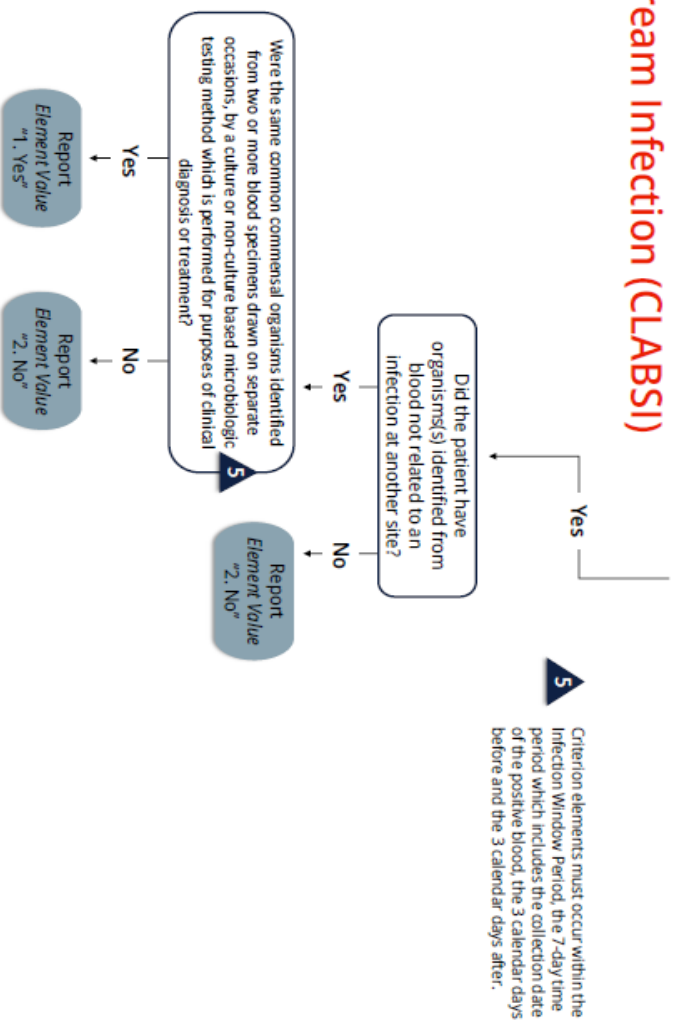 ream Infection (CLABSI)
Yes
5
Criterion elements must occur within the
Infection Window Period, the 7-day time
period which includes the collection date
of the positive blood, the 3 calendar days
before and the 3 calendar days after.
Did the patient have
organisms(s) identified from
blood not related to an
infection at another site?
Yes
No
Report
Element Value
"2. No"
Were the same common commensal organisms identified
from two or more blood specimens drawn on separate
occasions, by a culture or non-culture based microbiologic
testing method which is performed for purposes of clinical
diagnosis or treatment?
5
Yes
No
Report
Element Value
"1. Yes"
Report
Element Value
"2. No"